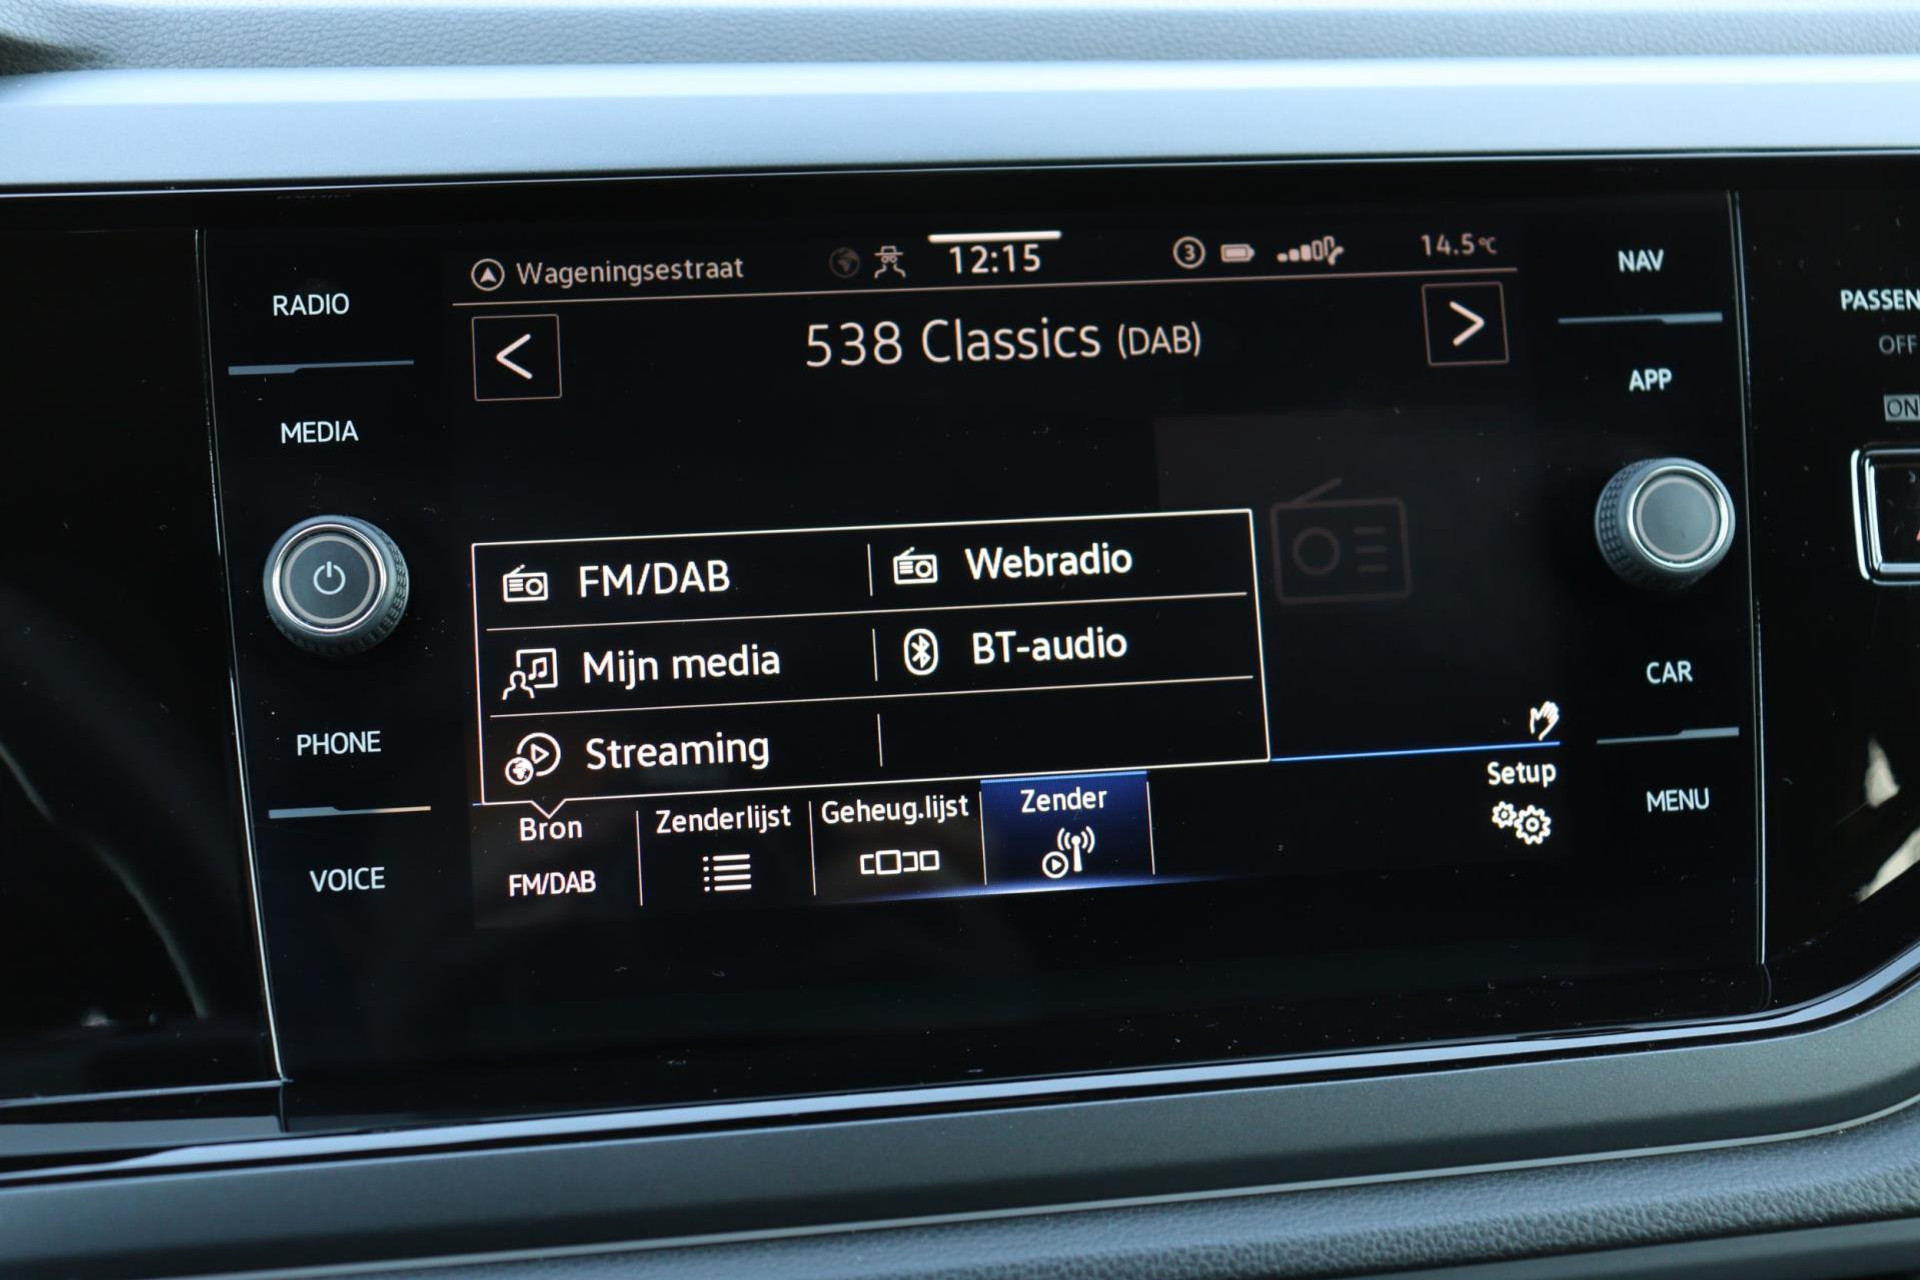 Wageningsestraat 12:15 3 14.5°C
538 Classics (DAB)
FM/DAB Webradio
Mijn media BT-audio
Streaming
Bron Zenderlijst Geheug.lijst Zender Setup
FM/DAB
RADIO
MEDIA
PHONE
VOICE
NAV
APP
CAR
MENU
PASSEN
OFF
ON